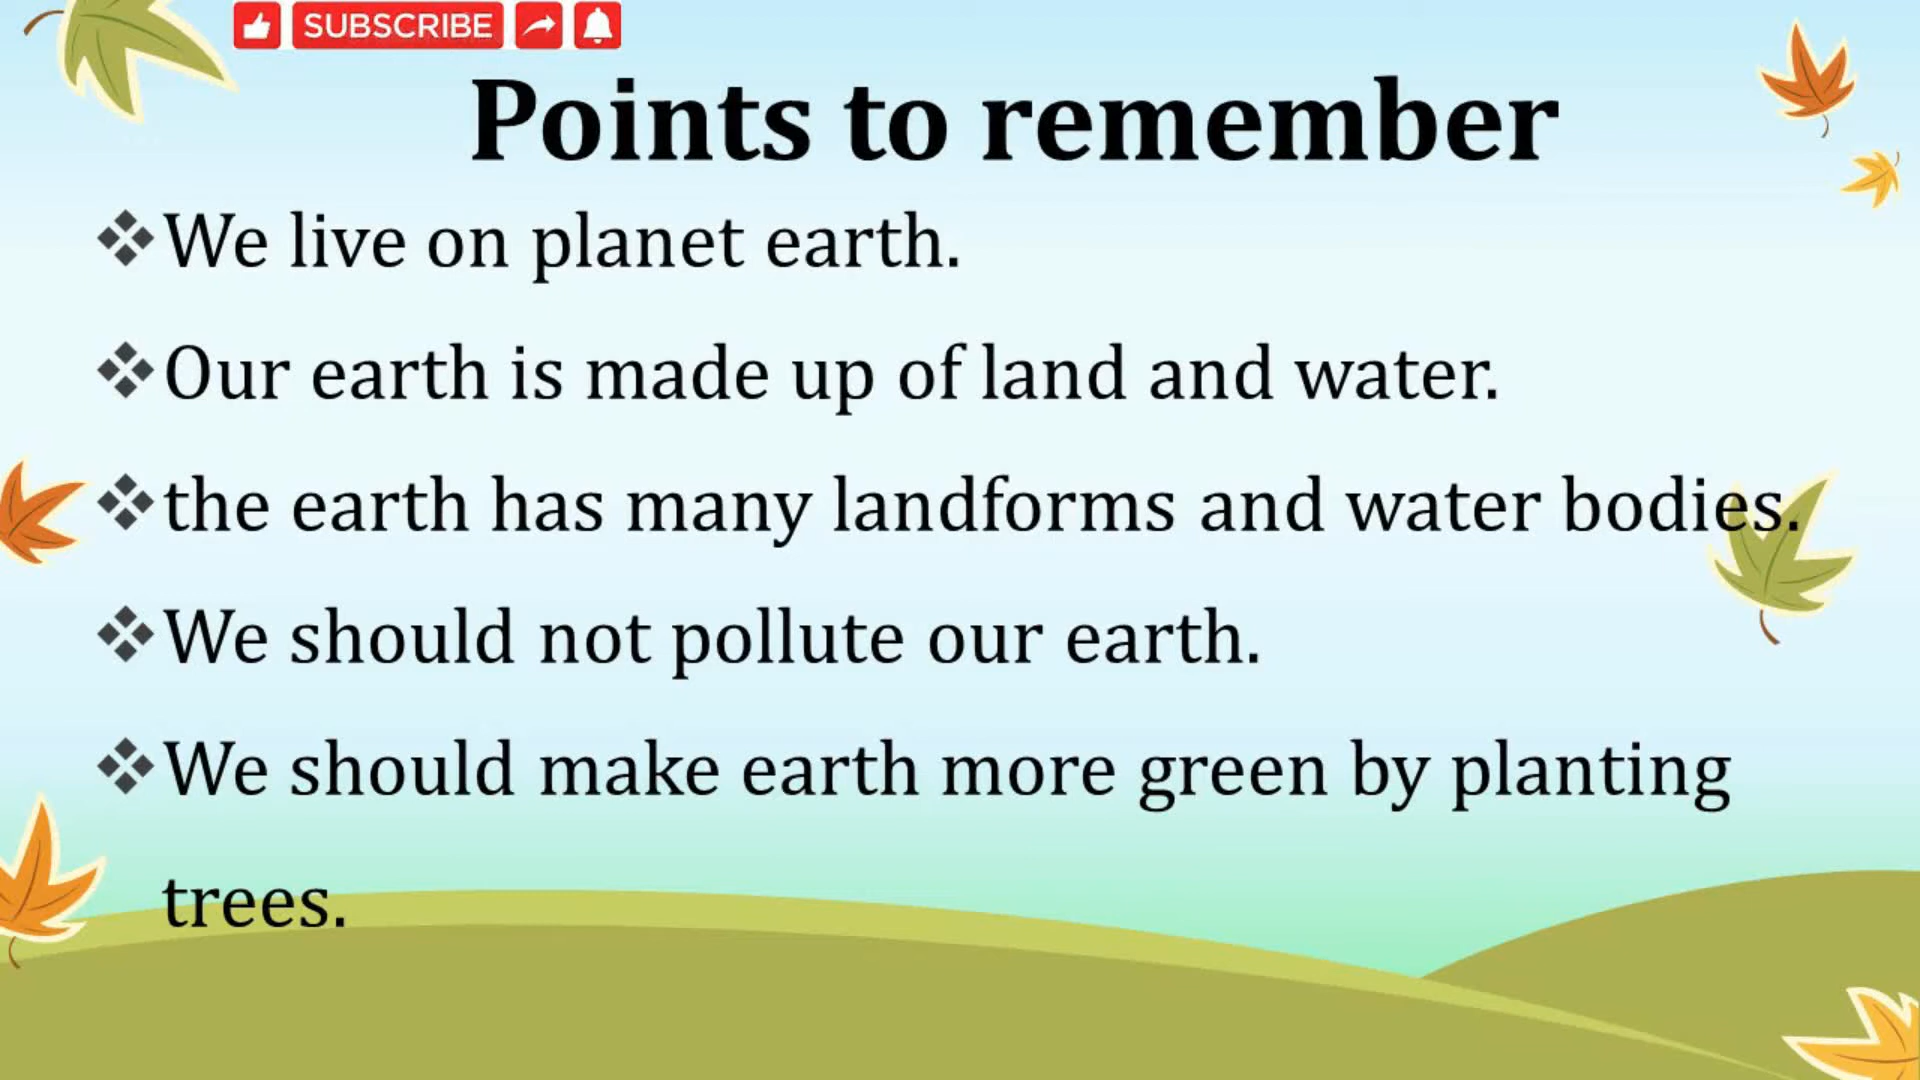 SUBSCRIBE
Points to remember
❖We live on planet earth.
❖Our earth is made up of land and water.
❖the earth has many landforms and water bodies.
❖We should not pollute our earth.
❖We should make earth more green by planting
trees.